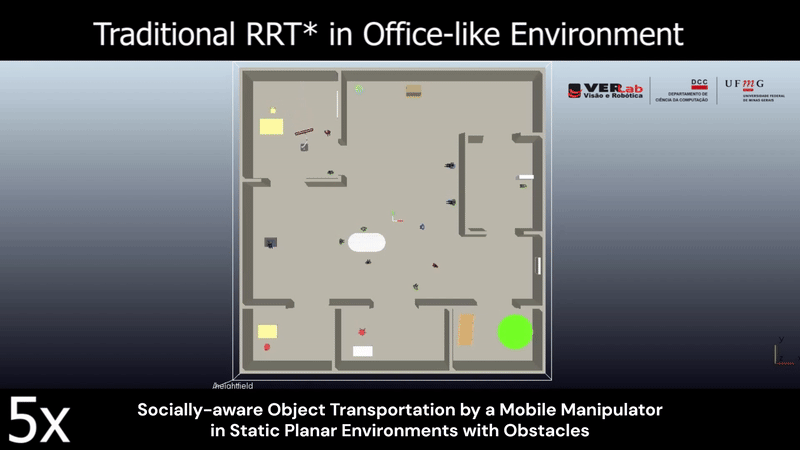 Traditional RRT* in Office-like Environment
VERLab
Visão e Robótica
DCC
DEPARTAMENTO DE
CIÊNCIA DA COMPUTAÇÃO
UFMG
UNIVERSIDADE FEDERAL
DE MINAS GERAIS
/heightfield
y
5x
Socially-aware Object Transportation by a Mobile Manipulator
in Static Planar Environments with Obstacles